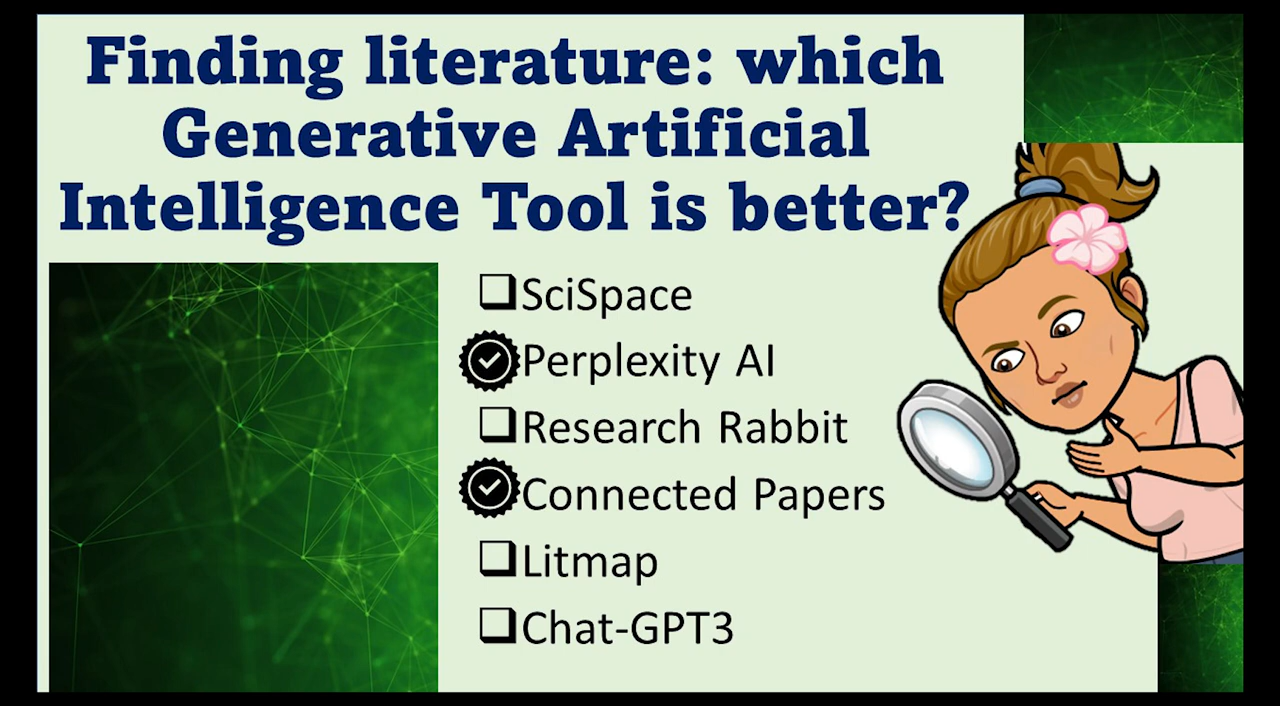 Finding literature: which
Generative Artificial
Intelligence Tool is better?
SciSpace
Perplexity AI
Research Rabbit
Connected Papers
Litmap
Chat-GPT3